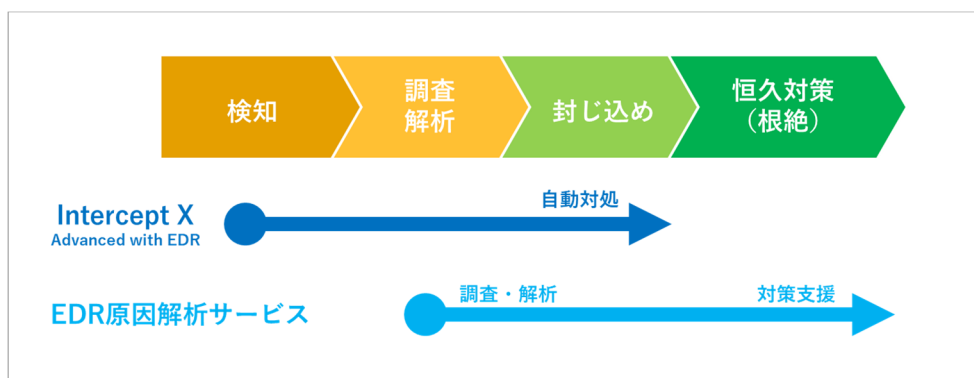 検知
調査
解析
封じ込め
恒久対策
（根絶）
Intercept X
Advanced with EDR
自動対処
EDR原因解析サービス
調査・解析
対策支援